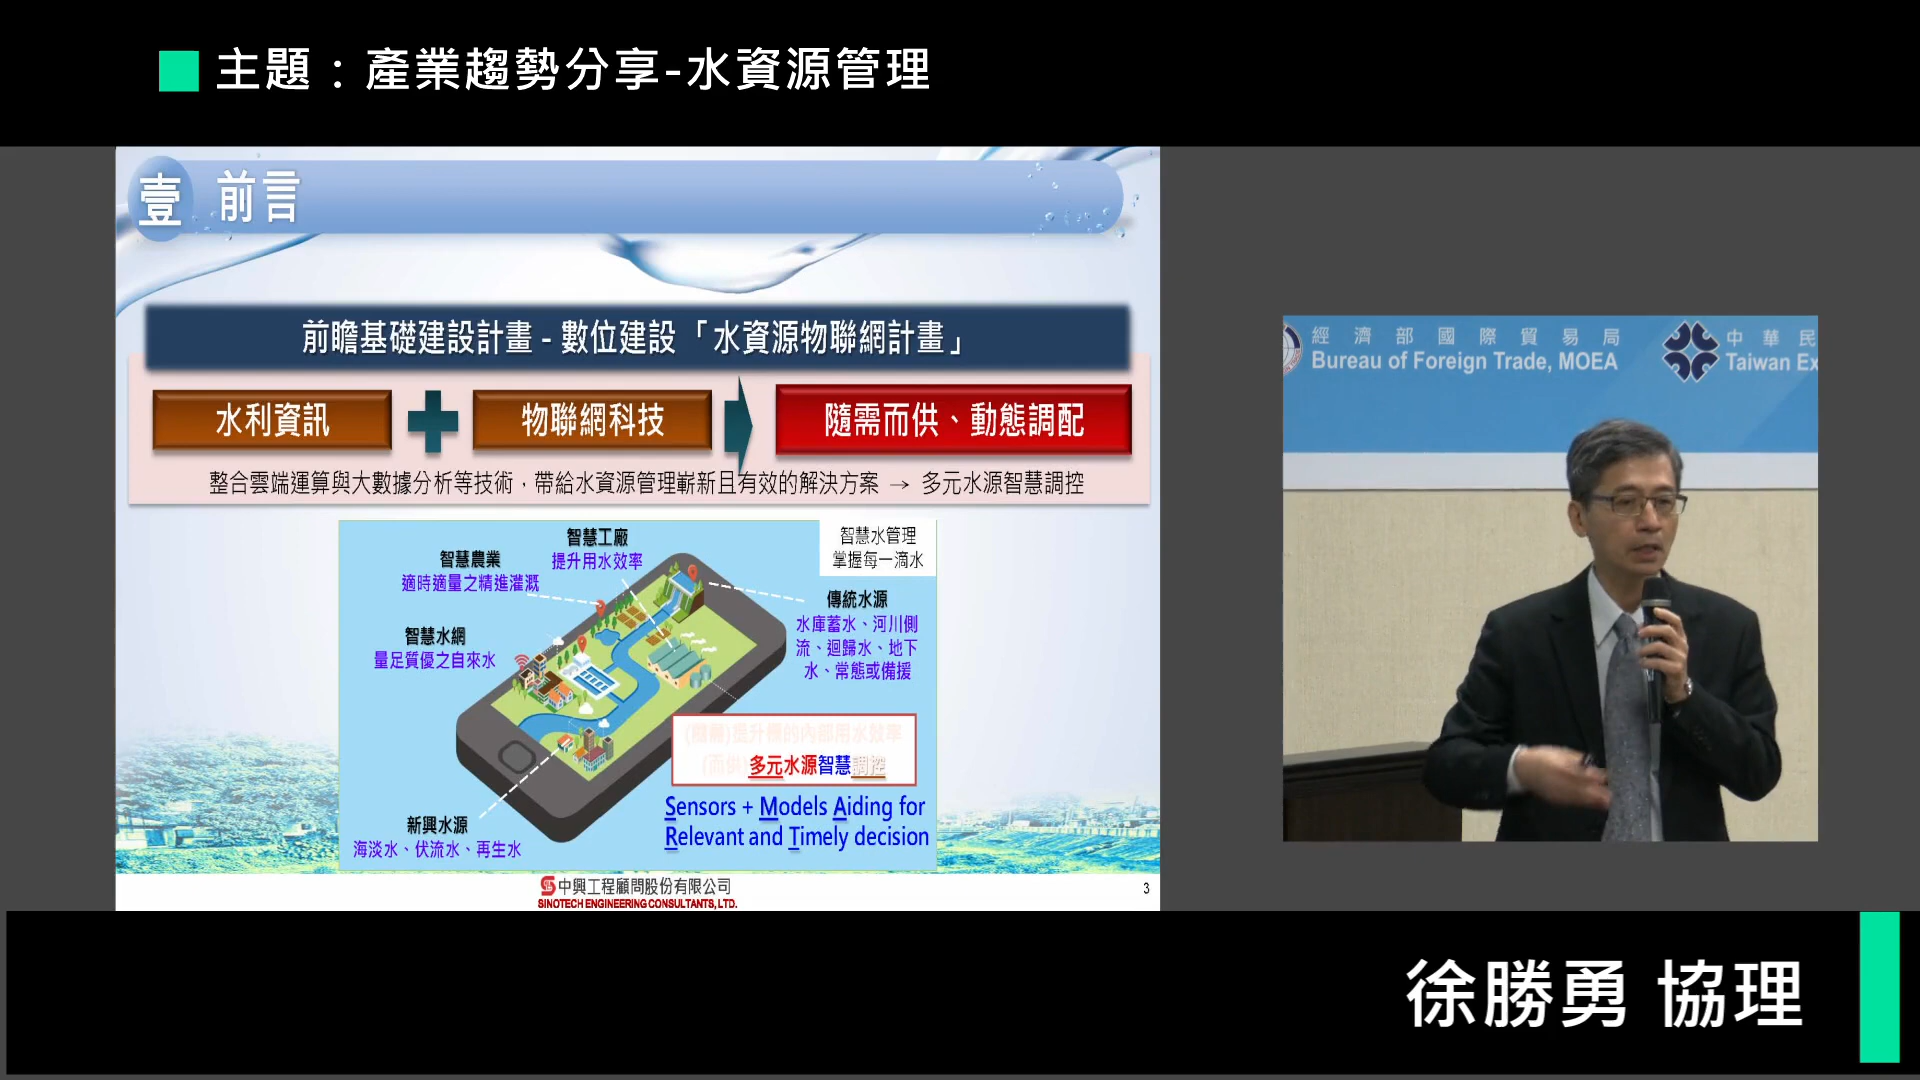 主題：產業趨勢分享-水資源管理
壹 前言
前瞻基礎建設計畫 - 數位建設「水資源物聯網計畫」
水利資訊
物聯網科技
隨需而供、動態調配
整合雲端運算與大數據分析等技術，帶給水資源管理嶄新且有效的解決方案 → 多元水源智慧調控
智慧水管理
掌握每一滴水
智慧工廠
提升用水效率
智慧農業
適時適量之精進灌溉
智慧水網
量足質優之自來水
傳統水源
水庫蓄水、河川側
流、迴歸水、地下
水、常態或備援
多元水源智慧調控
Sensors + Models Aiding for
Relevant and Timely decision
新興水源
海淡水、伏流水、再生水
中興工程顧問股份有限公司
SINOTECH ENGINEERING CONSULTANTS, LTD.
3
經濟部國際貿易局
Bureau of Foreign Trade, MOEA
中華民
Taiwan Ex
徐勝勇 協理